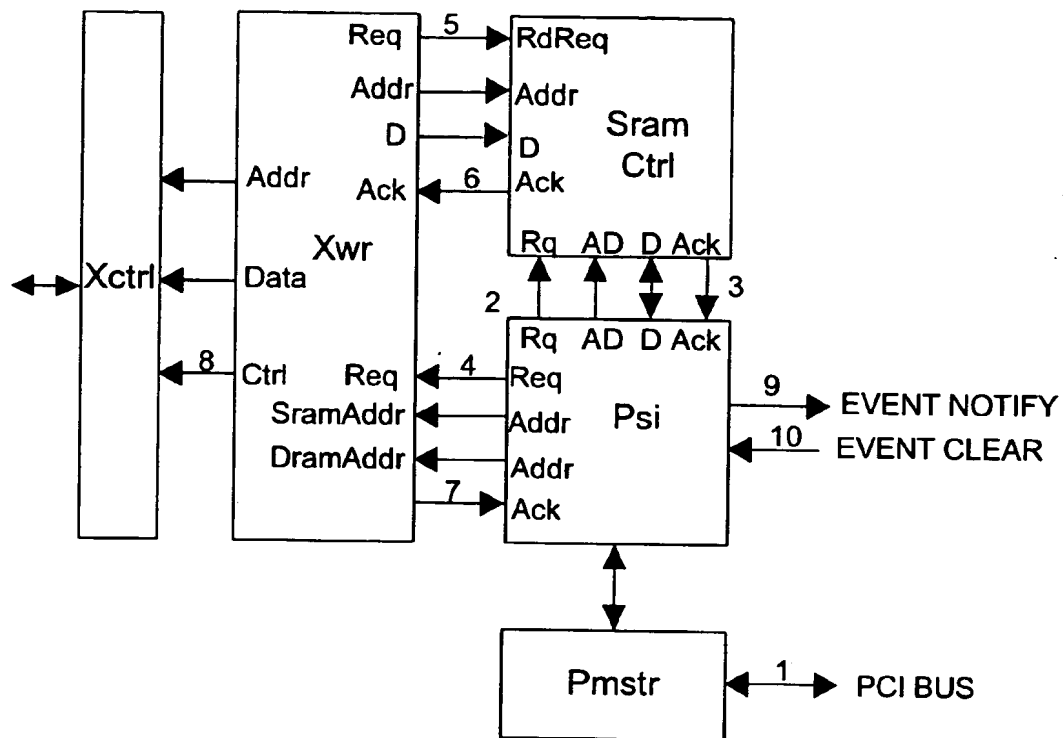 Req 5 RdReq
Addr Addr
D D
Sram
Ctrl
Addr Ack 6 Ack
Xwr Rq AD D Ack
Xctrl Data
2 3
Rq AD D Ack
8 Ctrl Req 4 Req
SramAddr Addr Psi 9 EVENT NOTIFY
DramAddr Addr 10 EVENT CLEAR
7 Ack
Pmstr 1 PCI BUS